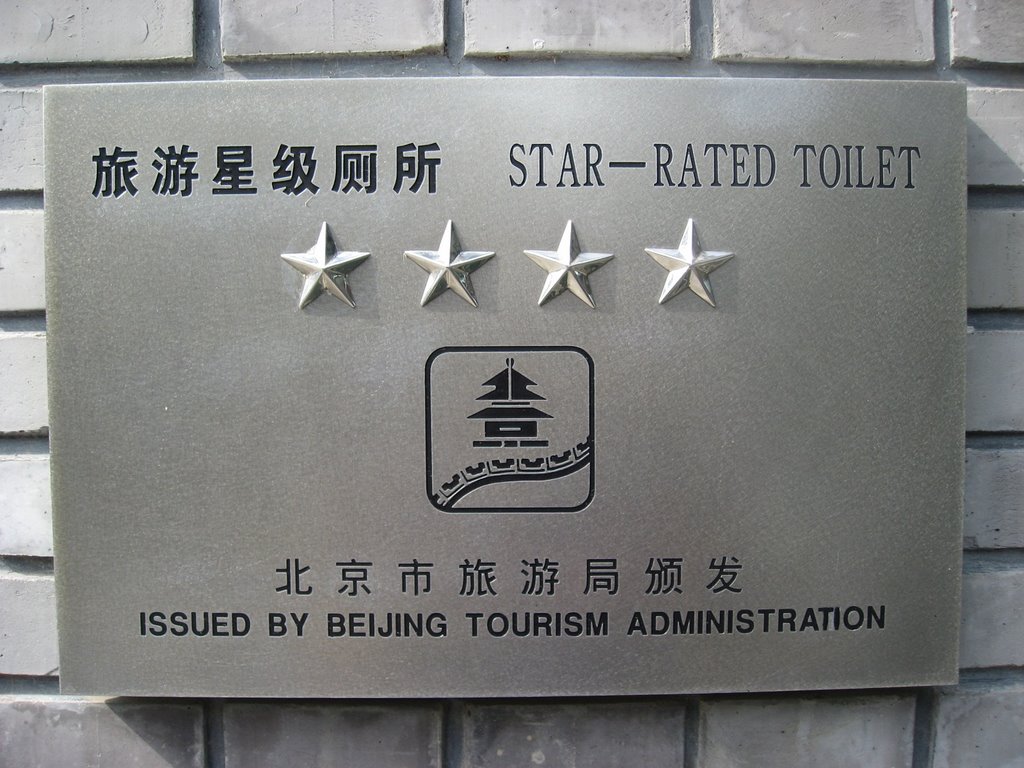 旅游星级厕所 STAR-RATED TOILET
北京市旅游局颁发
ISSUED BY BEIJING TOURISM ADMINISTRATION